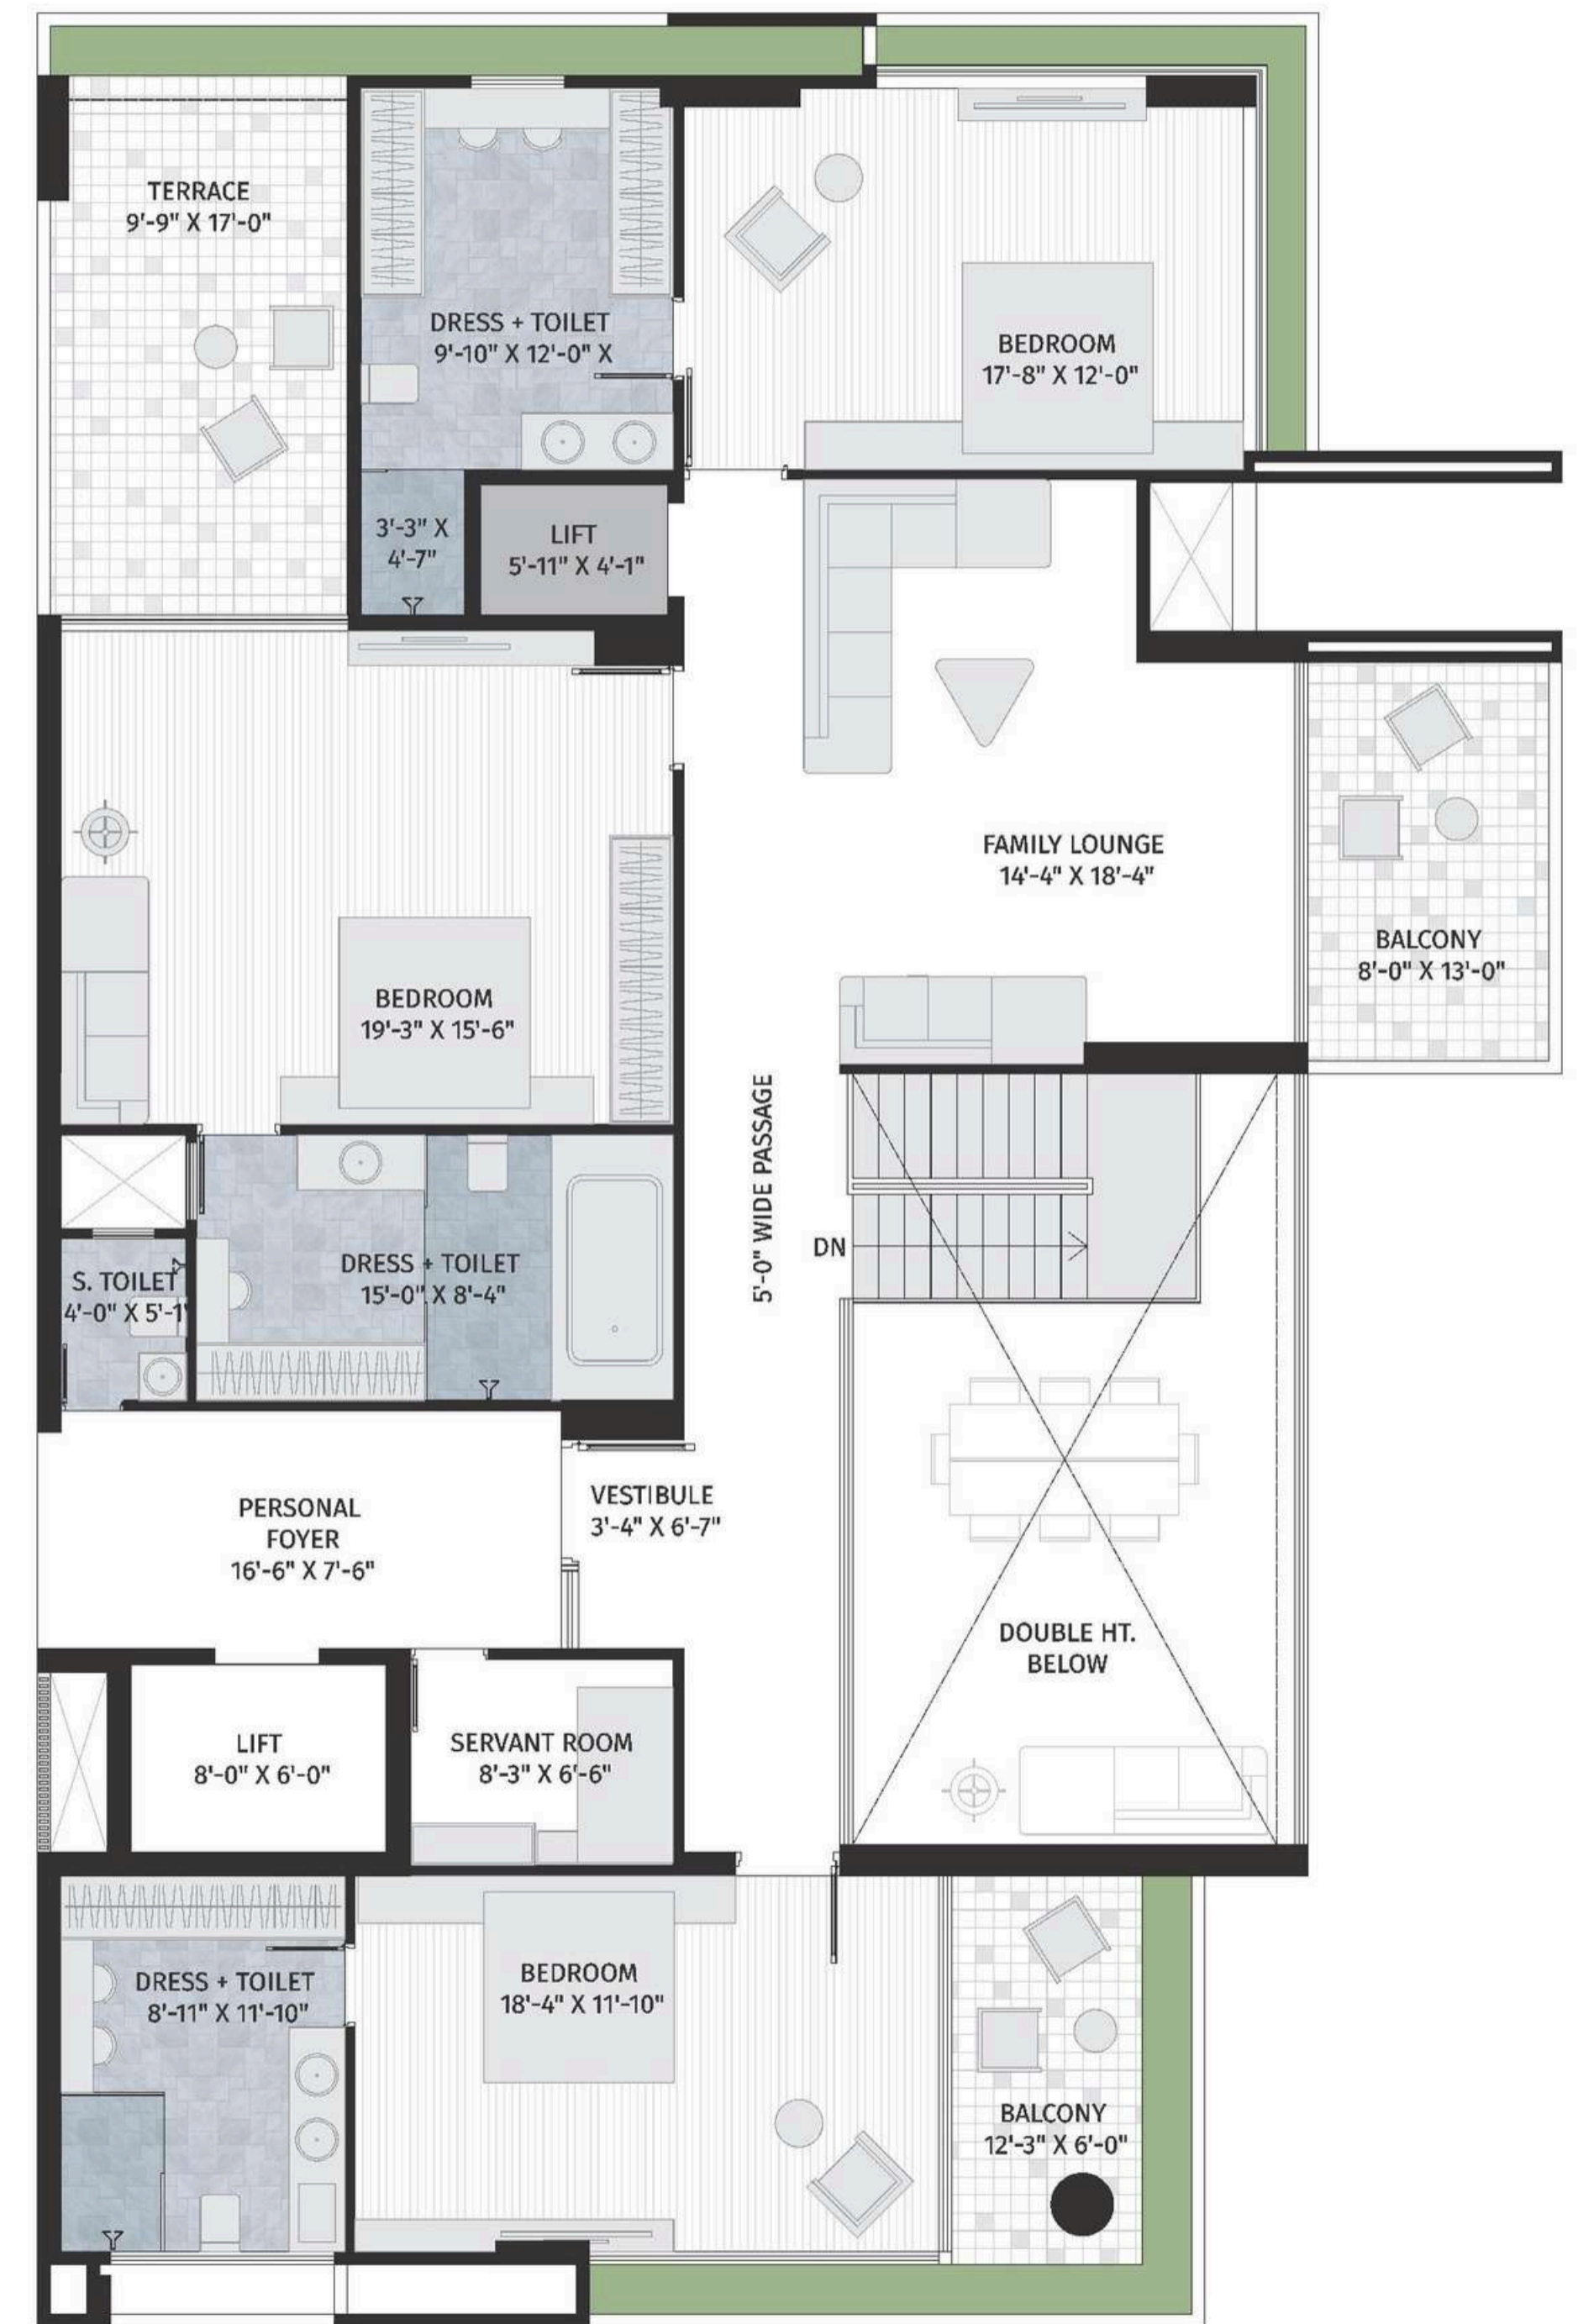 TERRACE
9'-9" X 17'-0"
DRESS + TOILET
9'-10" X 12'-0" X
BEDROOM
17'-8" X 12'-0"
3'-3" X
4'-7"
LIFT
5'-11" X 4'-1"
FAMILY LOUNGE
14'-4" X 18'-4"
BALCONY
8'-0" X 13'-0"
BEDROOM
19'-3" X 15'-6"
5'-0" WIDE PASSAGE
DN
S. TOILET
4'-0" X 5'-1'
DRESS + TOILET
15'-0" X 8'-4"
PERSONAL
FOYER
16'-6" X 7'-6"
VESTIBULE
3'-4" X 6'-7"
DOUBLE HT.
BELOW
LIFT
8'-0" X 6'-0"
SERVANT ROOM
8'-3" X 6'-6"
DRESS + TOILET
8'-11" X 11'-10"
BEDROOM
18'-4" X 11'-10"
BALCONY
12'-3" X 6'-0"